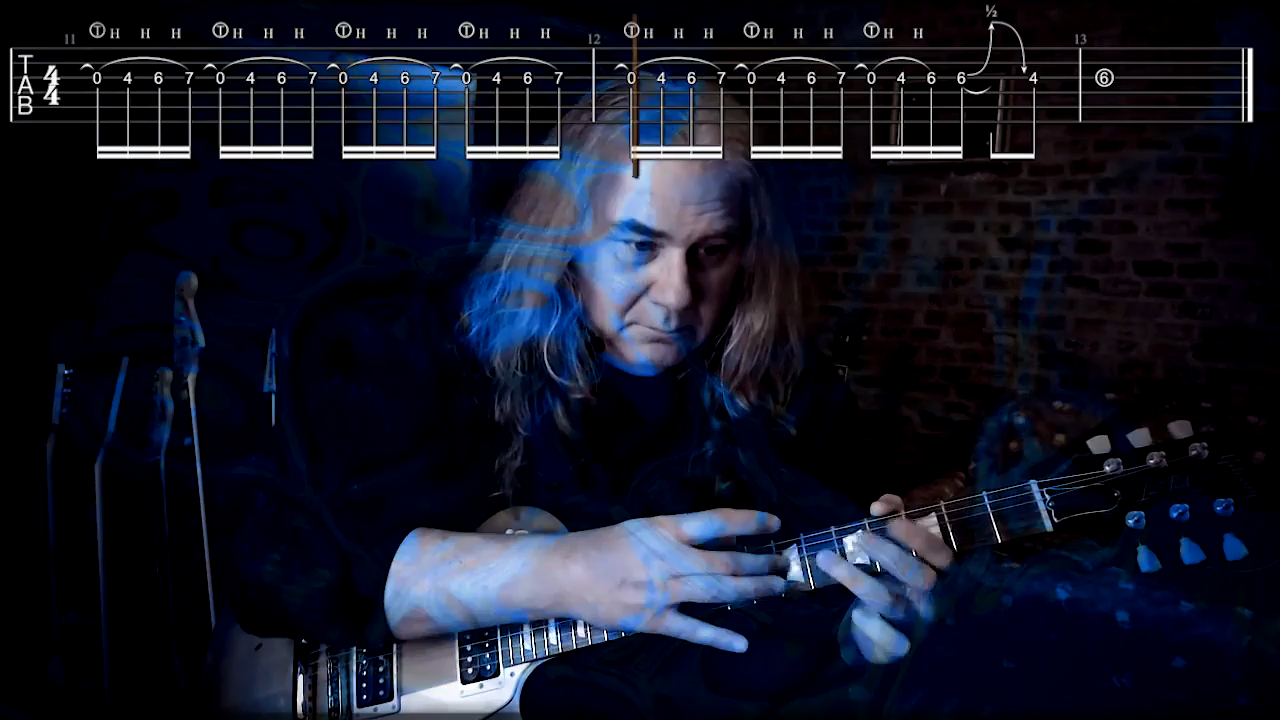 ½
11 Ⓣ H H H Ⓣ H H H Ⓣ H H H Ⓣ H H H 12 Ⓣ H H H Ⓣ H H H Ⓣ H H 13
TAB 4/4 0 4 6 7 0 4 6 7 0 4 6 7 0 4 6 7 0 4 6 7 0 4 6 7 0 4 6 6 4 ⑥